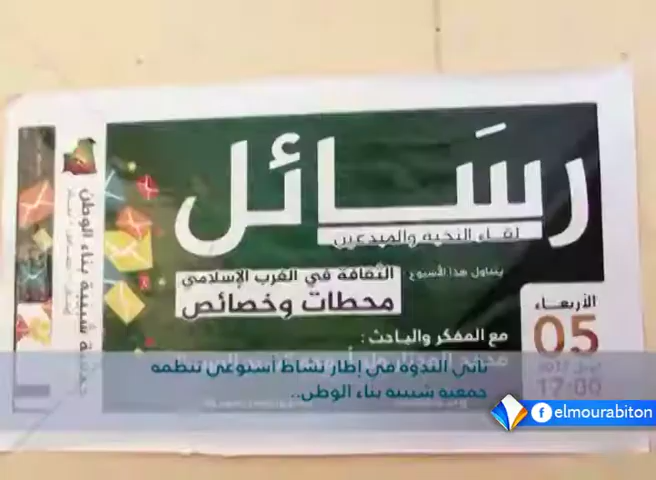 رسائل
لقاء النخبة والمبدعين
يتناول هذا الأسبوع :
الثقافة في الغرب الإسلامي
محطات وخصائص
مع المفكر والباحث :
الأربعاء
05
17:00
جمعية شبيبة بناء الوطن
تأتي الندوة في إطار نشاط أسبوعي تنظمه
جمعية شبيبة بناء الوطن..
elmourabiton